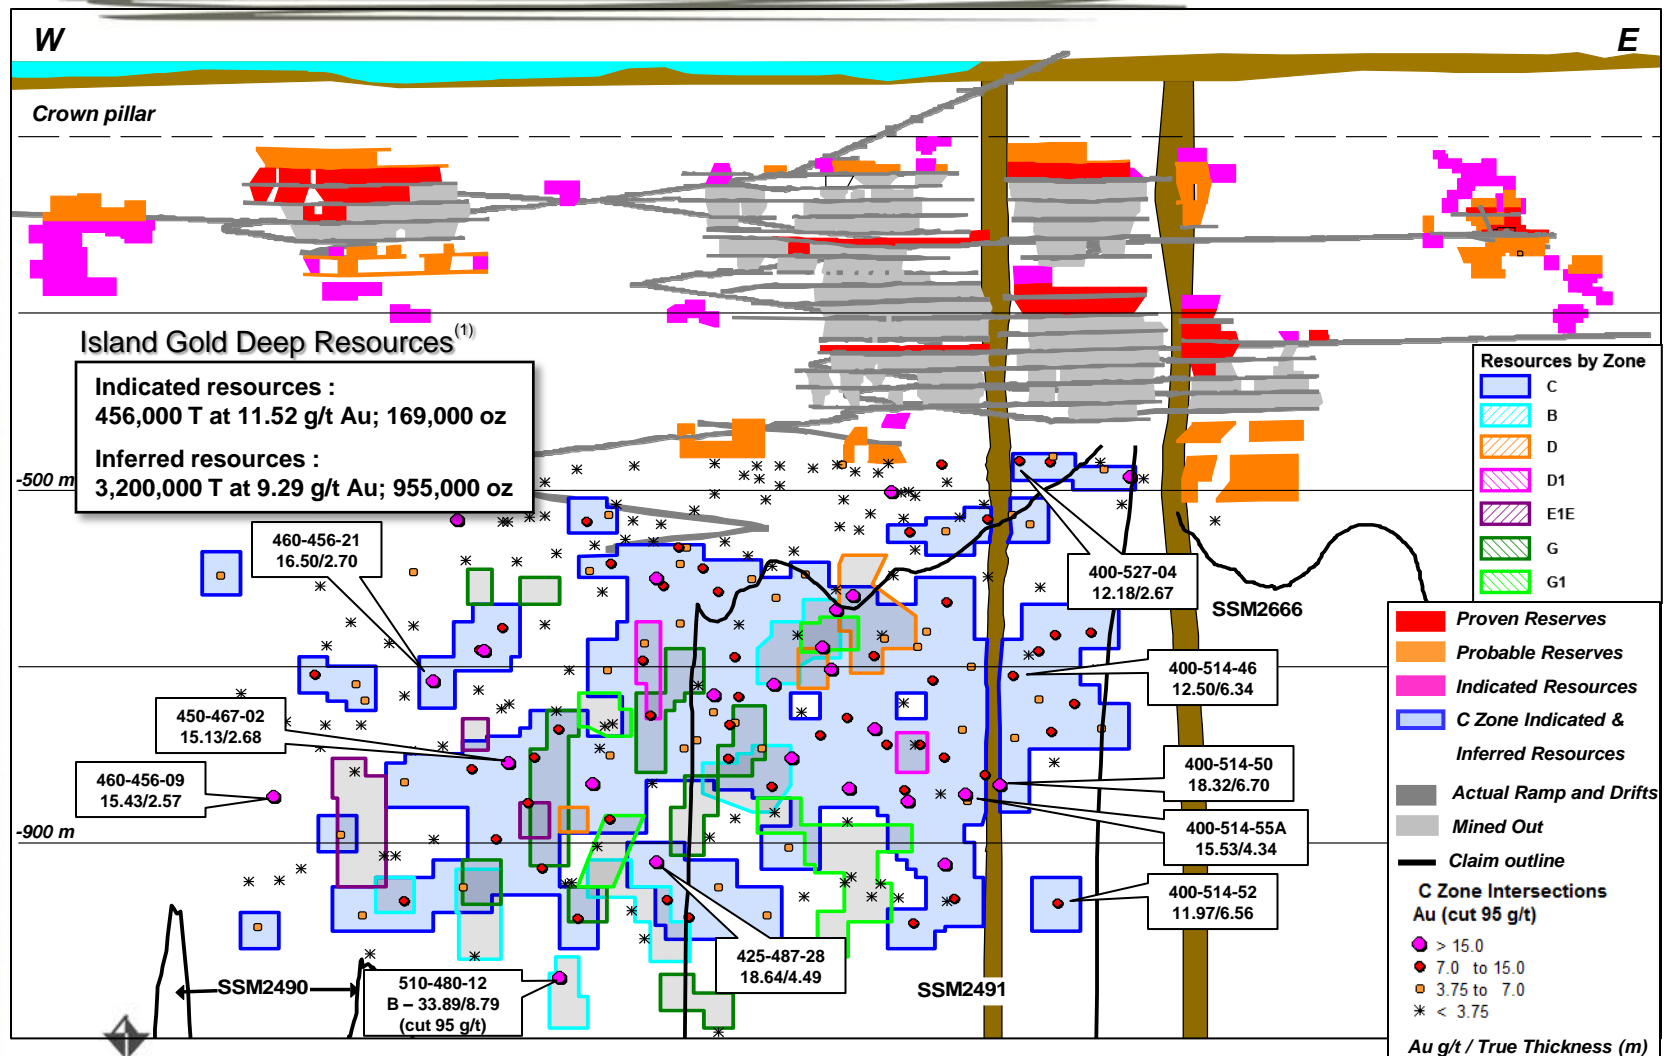 W
E
Crown pillar
Island Gold Deep Resources(1)
Indicated resources :
456,000 T at 11.52 g/t Au; 169,000 oz
Inferred resources :
3,200,000 T at 9.29 g/t Au; 955,000 oz
-500 m
460-456-21
16.50/2.70
450-467-02
15.13/2.68
460-456-09
15.43/2.57
-900 m
SSM2490
510-480-12
B – 33.89/8.79
(cut 95 g/t)
425-487-28
18.64/4.49
SSM2491
400-527-04
12.18/2.67
SSM2666
400-514-46
12.50/6.34
400-514-50
18.32/6.70
400-514-55A
15.53/4.34
400-514-52
11.97/6.56
Resources by Zone
C
B
D
D1
E1E
G
G1
Proven Reserves
Probable Reserves
Indicated Resources
C Zone Indicated &
Inferred Resources
Actual Ramp and Drifts
Mined Out
Claim outline
C Zone Intersections
Au (cut 95 g/t)
> 15.0
7.0 to 15.0
3.75 to 7.0
< 3.75
Au g/t / True Thickness (m)